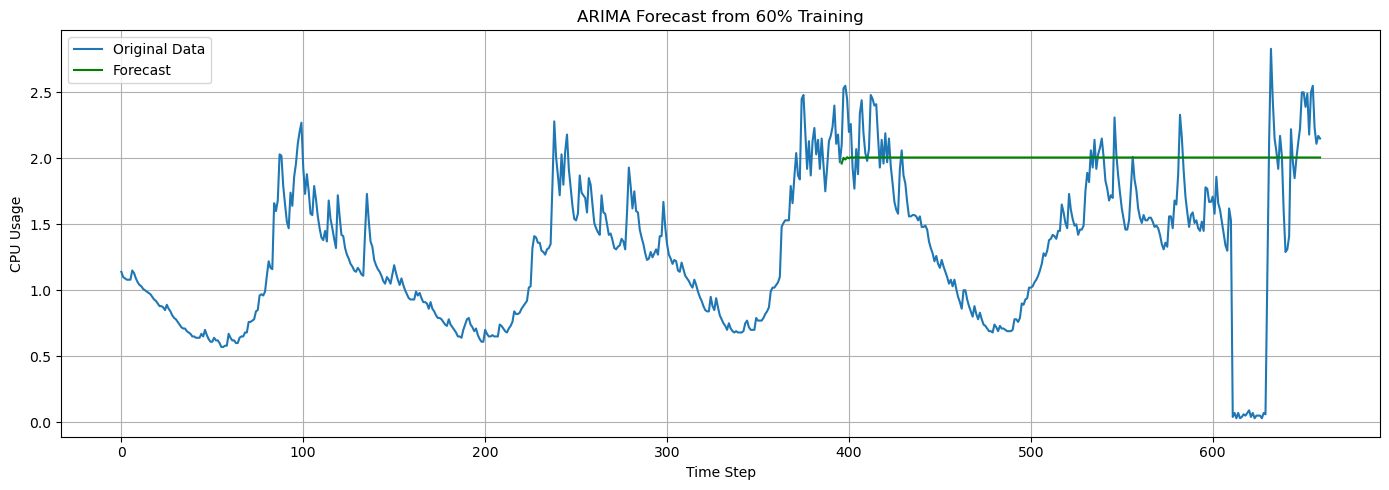 ARIMA Forecast from 60% Training
Original Data
Forecast
CPU Usage
2.5
2.0
1.5
1.0
0.5
0.0
0 100 200 300 400 500 600
Time Step